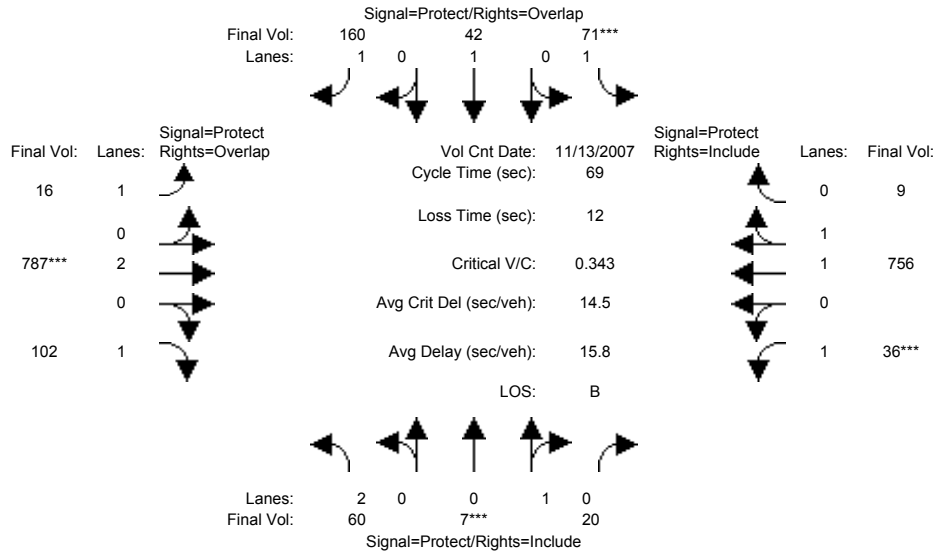 Signal=Protect/Rights=Overlap
Final Vol: 160 42 71***
Lanes: 1 0 1 0 1
Signal=Protect
Final Vol: Lanes: Rights=Overlap
Vol Cnt Date: 11/13/2007
Signal=Protect
Rights=Include Lanes: Final Vol:
Cycle Time (sec): 69
16 1
0 9
Loss Time (sec): 12
0
1
787*** 2
Critical V/C: 0.343
1 756
0
Avg Crit Del (sec/veh): 14.5
0
102 1
Avg Delay (sec/veh): 15.8
1 36***
LOS: B
Lanes: 2 0 0 1 0
Final Vol: 60 7*** 20
Signal=Protect/Rights=Include